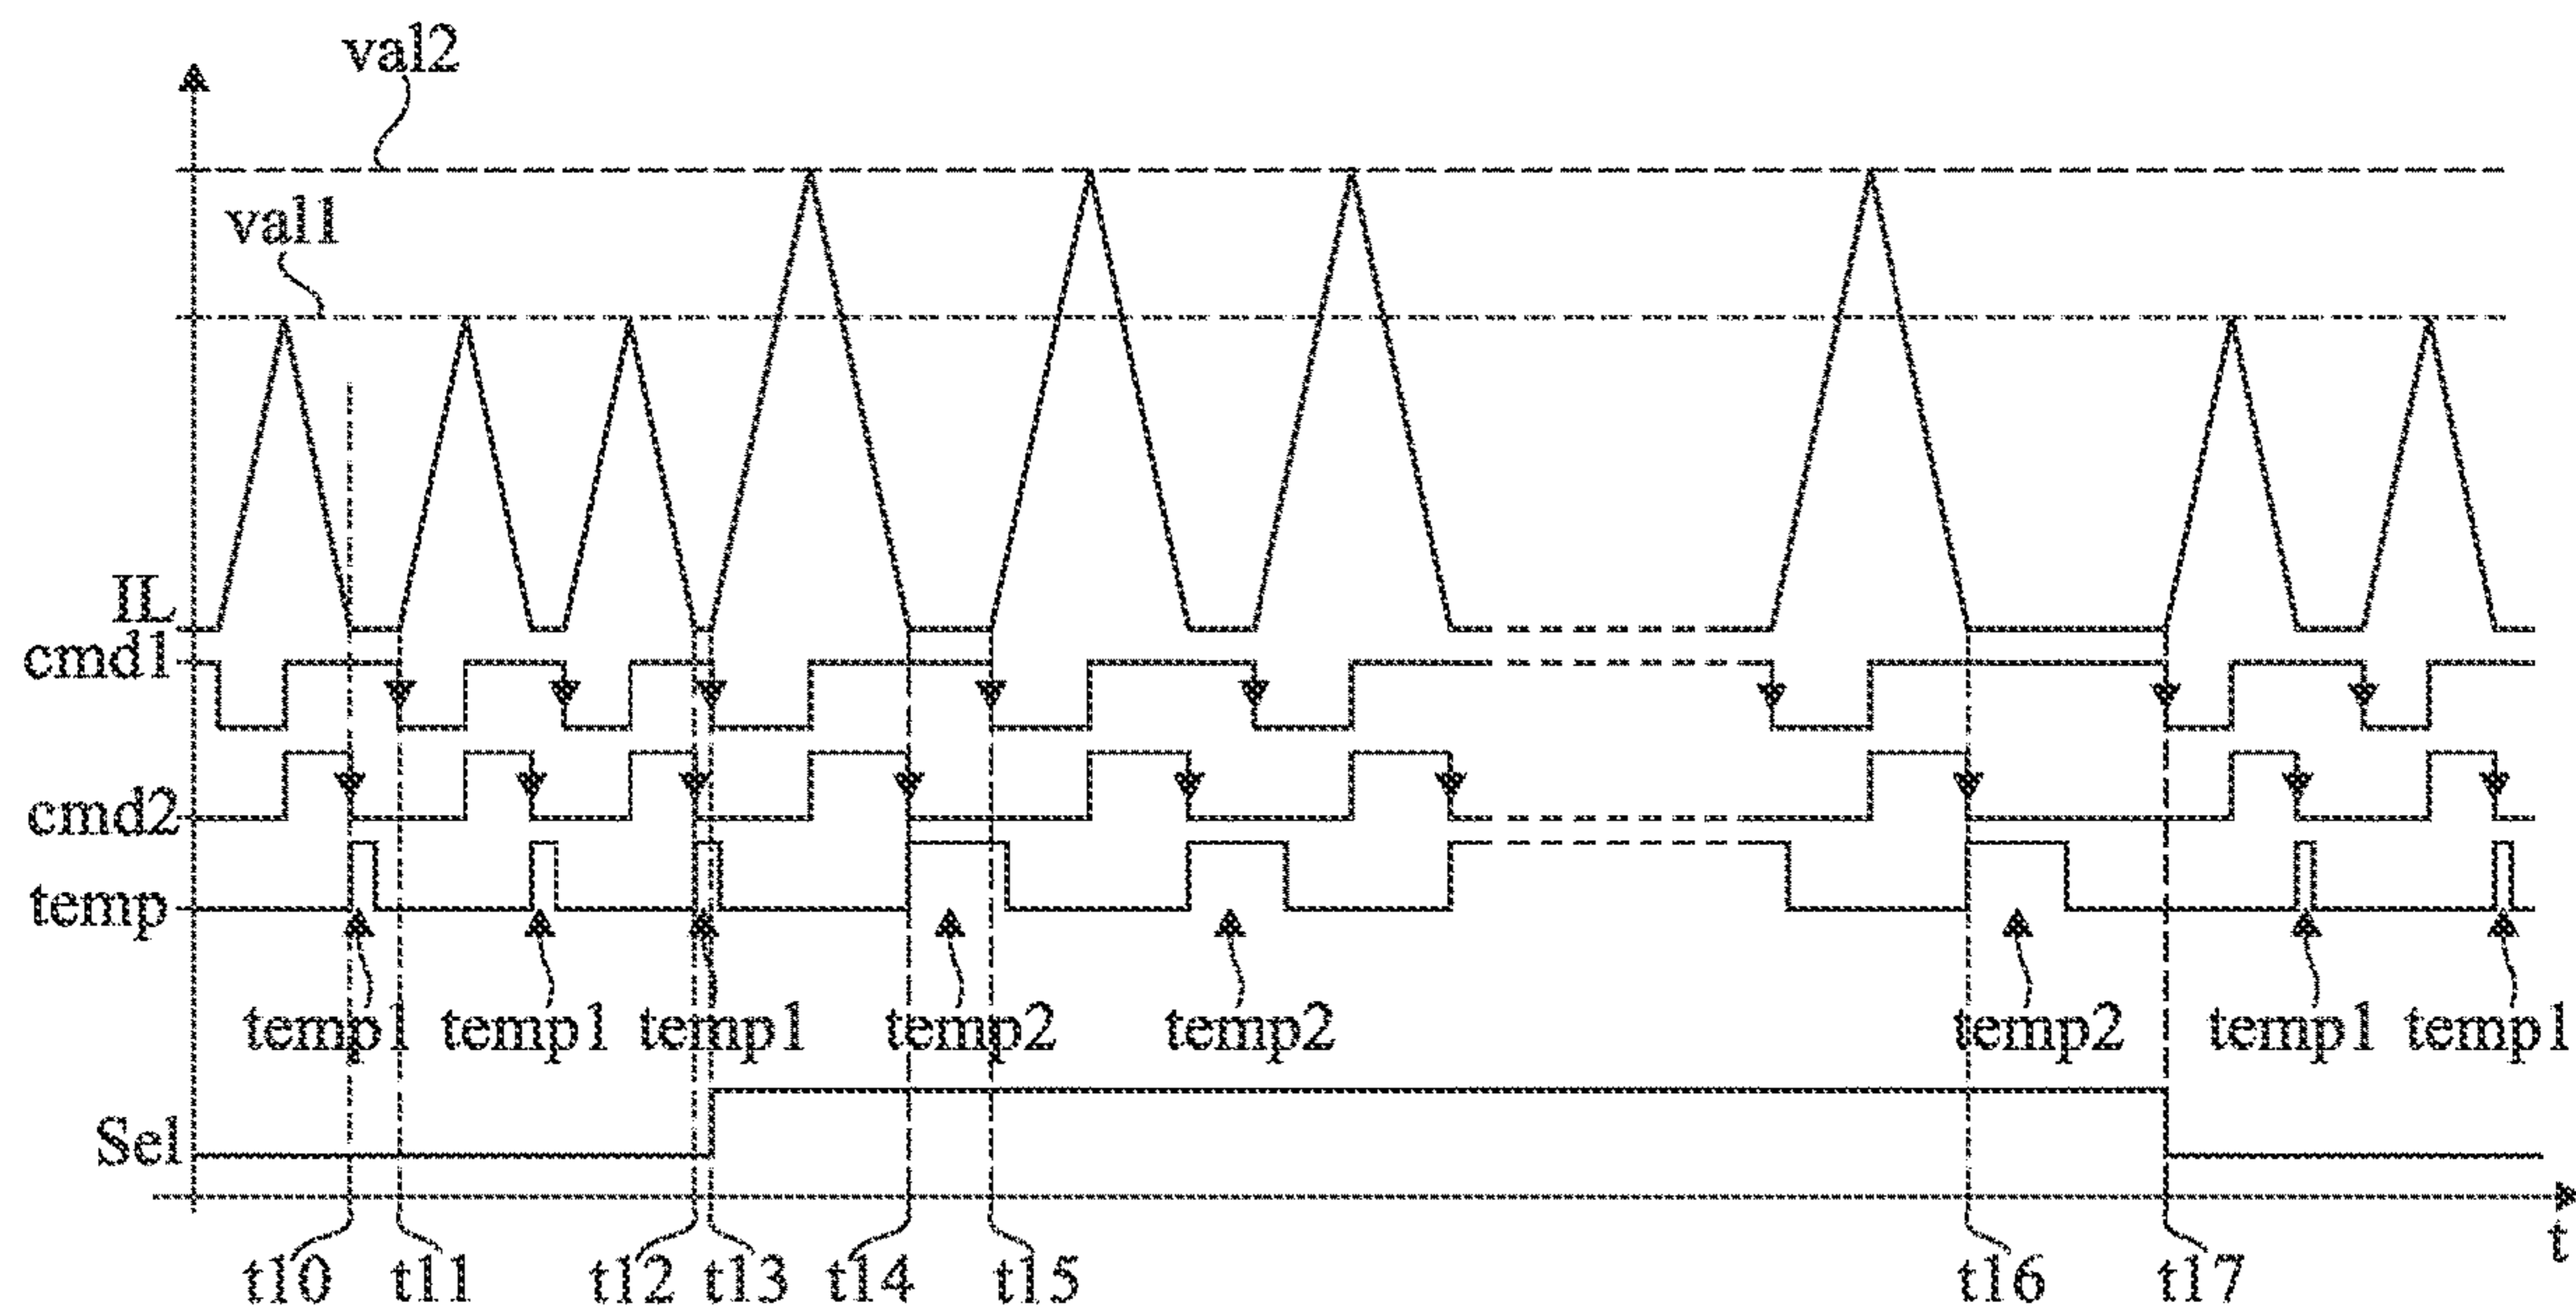 val2
val1
IL
cmd1
cmd2
temp
temp1 temp1 temp1 temp2 temp2 temp2 temp1 temp1
Sel
t10 t11 t12 t13 t14 t15 t16 t17
t